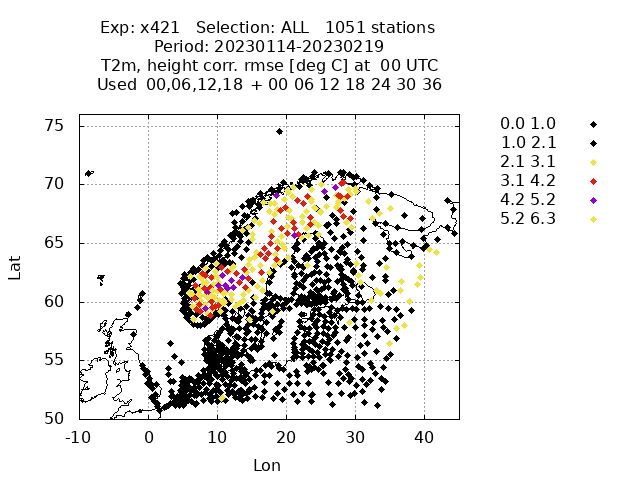 Exp: x421   Selection: ALL   1051 stations
Period: 20230114-20230219
T2m, height corr. rmse [deg C] at  00 UTC
Used  00,06,12,18 + 00 06 12 18 24 30 36
0.0 1.0
1.0 2.1
2.1 3.1
3.1 4.2
4.2 5.2
5.2 6.3
75
70
65
60
55
50
Lat
-10 0 10 20 30 40
Lon